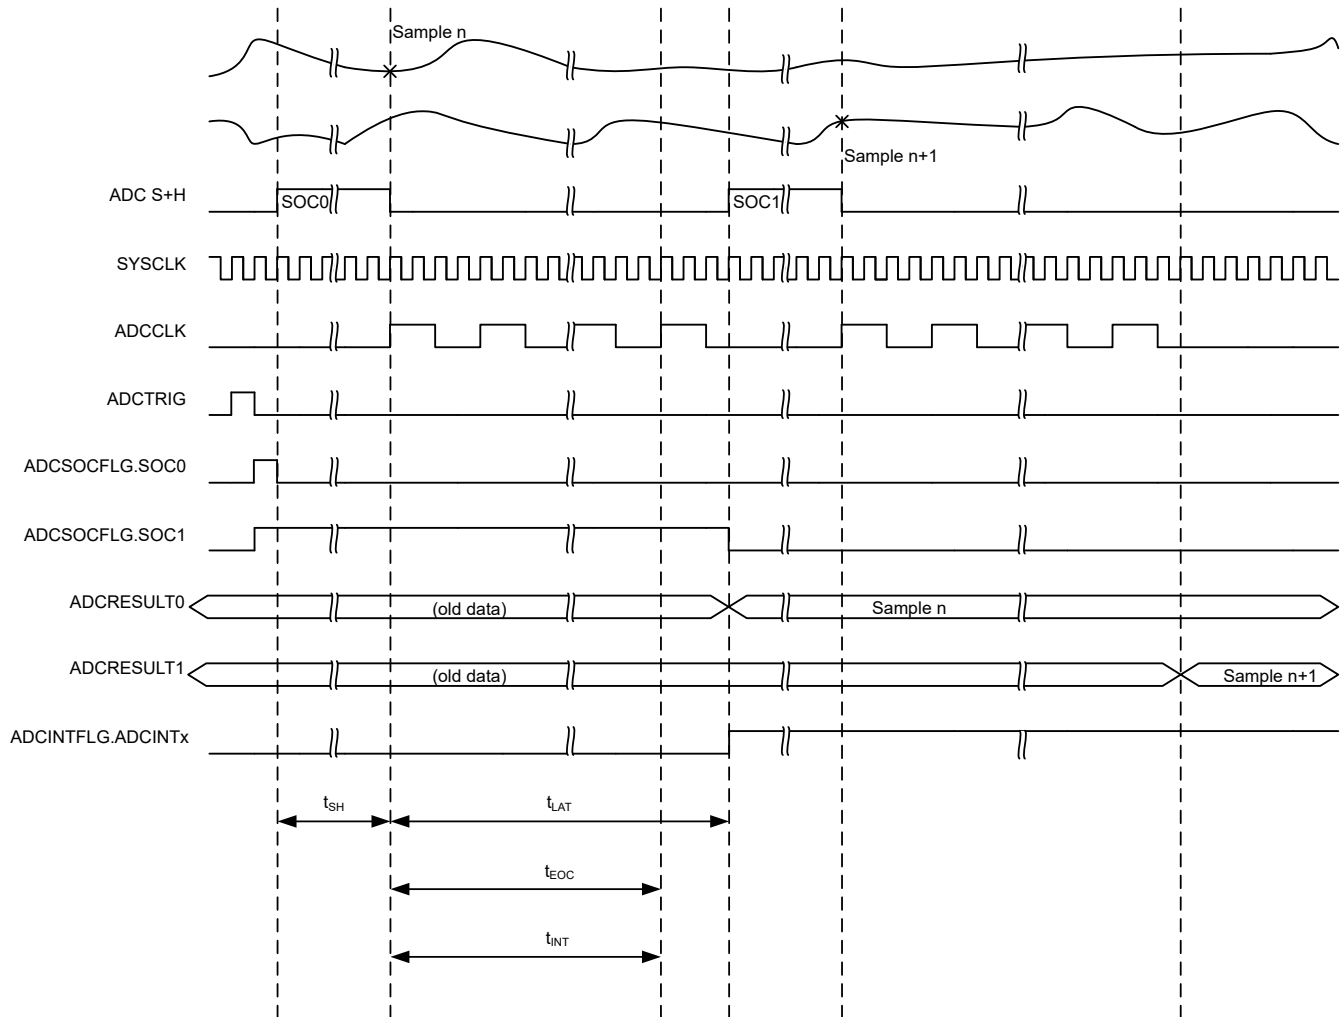 Sample n
Sample n+1
ADC S+H
SOC0
SOC1
SYSCLK
ADCCLK
ADCTRIG
ADCSOCFLG.SOC0
ADCSOCFLG.SOC1
ADCRESULT0
(old data)
Sample n
ADCRESULT1
(old data)
Sample n+1
ADCINTFLG.ADCINTx
tSH
tLAT
tEOC
tINT